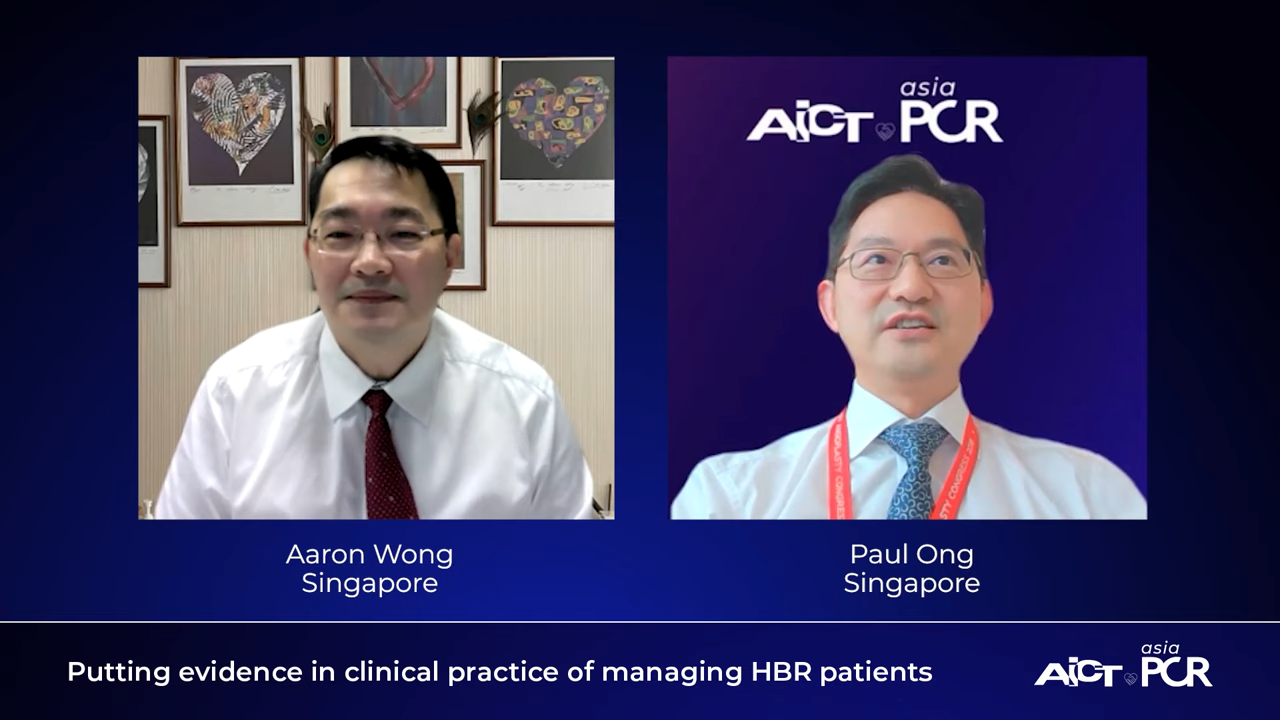 asia
AICT PCR
Aaron Wong
Singapore
Paul Ong
Singapore
Putting evidence in clinical practice of managing HBR patients
asia
AICT PCR